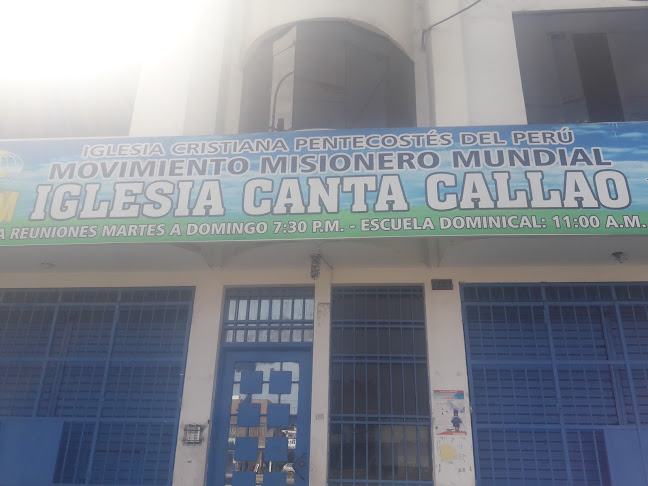 IGLESIA CRISTIANA PENTECOSTÉS DEL PERÚ
MOVIMIENTO MISIONERO MUNDIAL
IGLESIA CANTA CALLAO
REUNIONES MARTES A DOMINGO 7:30 P.M. - ESCUELA DOMINICAL: 11:00 A.M.